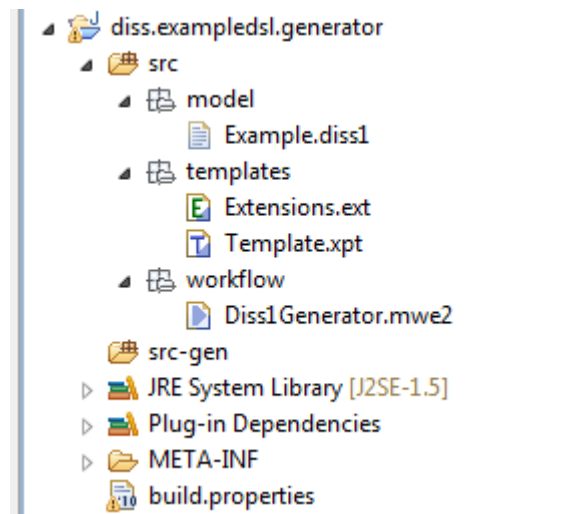 diss.exampledsl.generator
src
model
Example.diss1
templates
Extensions.ext
Template.xpt
workflow
Diss1Generator.mwe2
src-gen
JRE System Library [J2SE-1.5]
Plug-in Dependencies
META-INF
build.properties